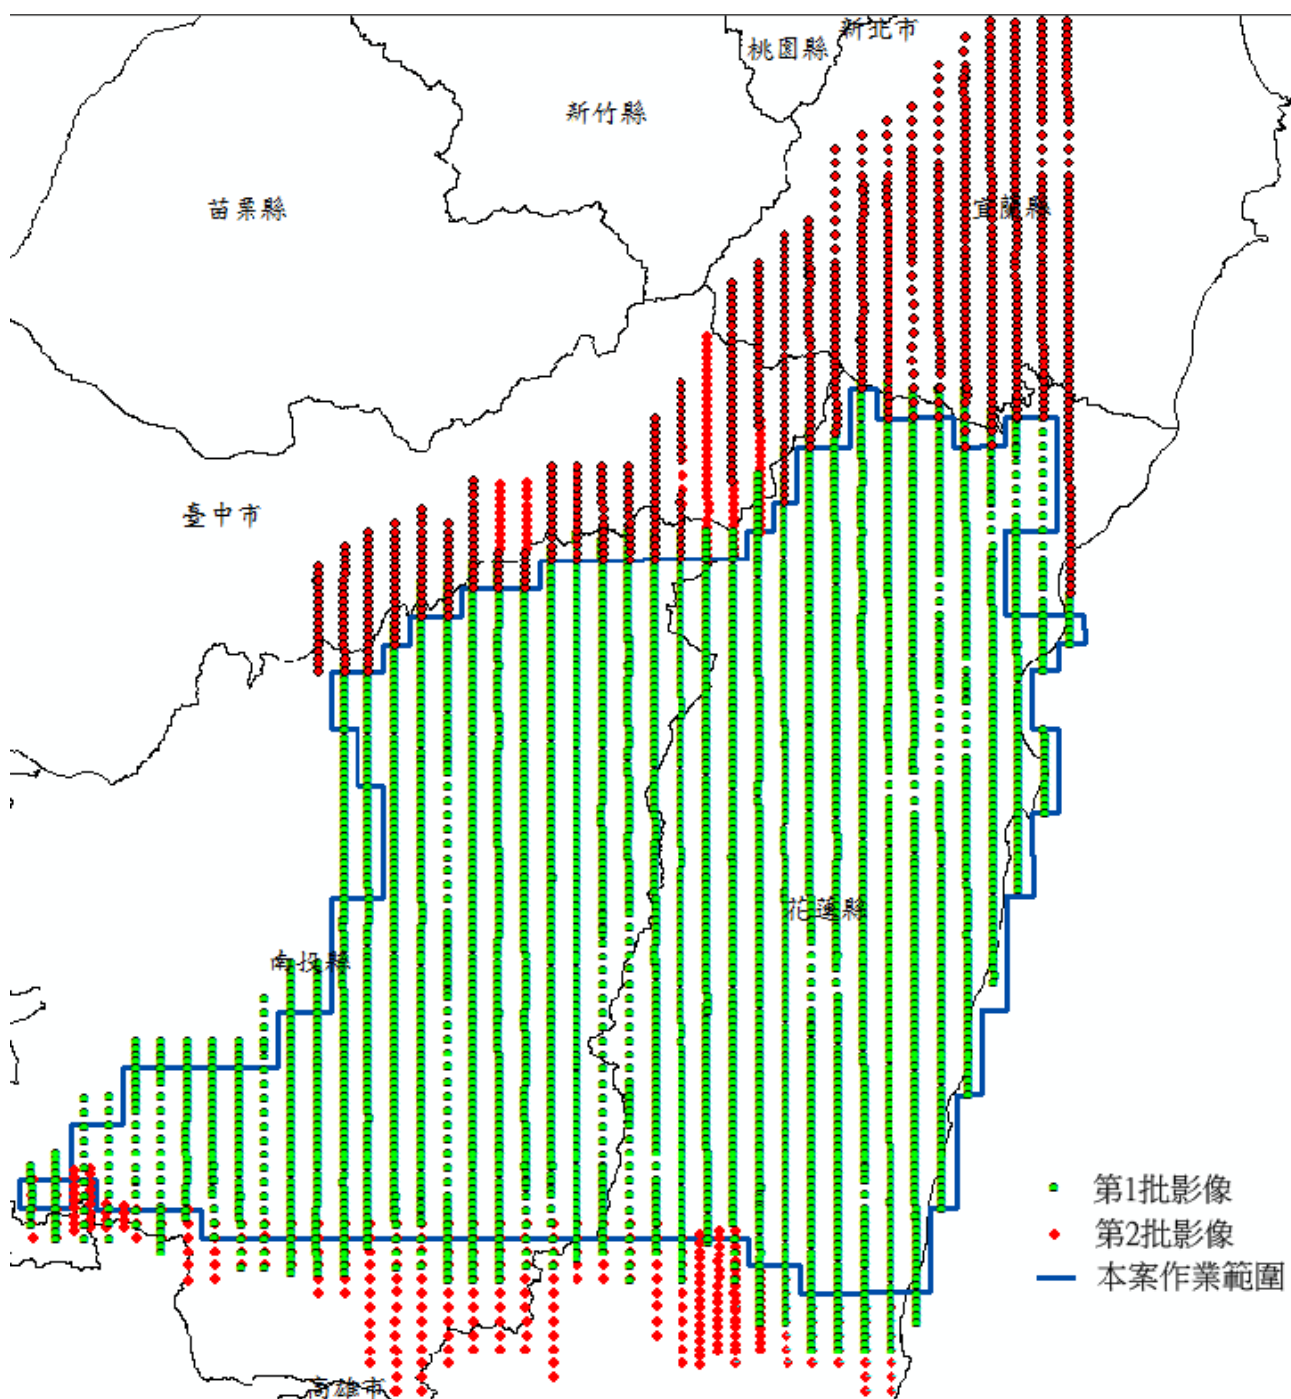 新北市
桃園縣
新竹縣
苗栗縣
宜蘭縣
臺中市
花蓮縣
南投縣
第1批影像
第2批影像
本案作業範圍
高雄市